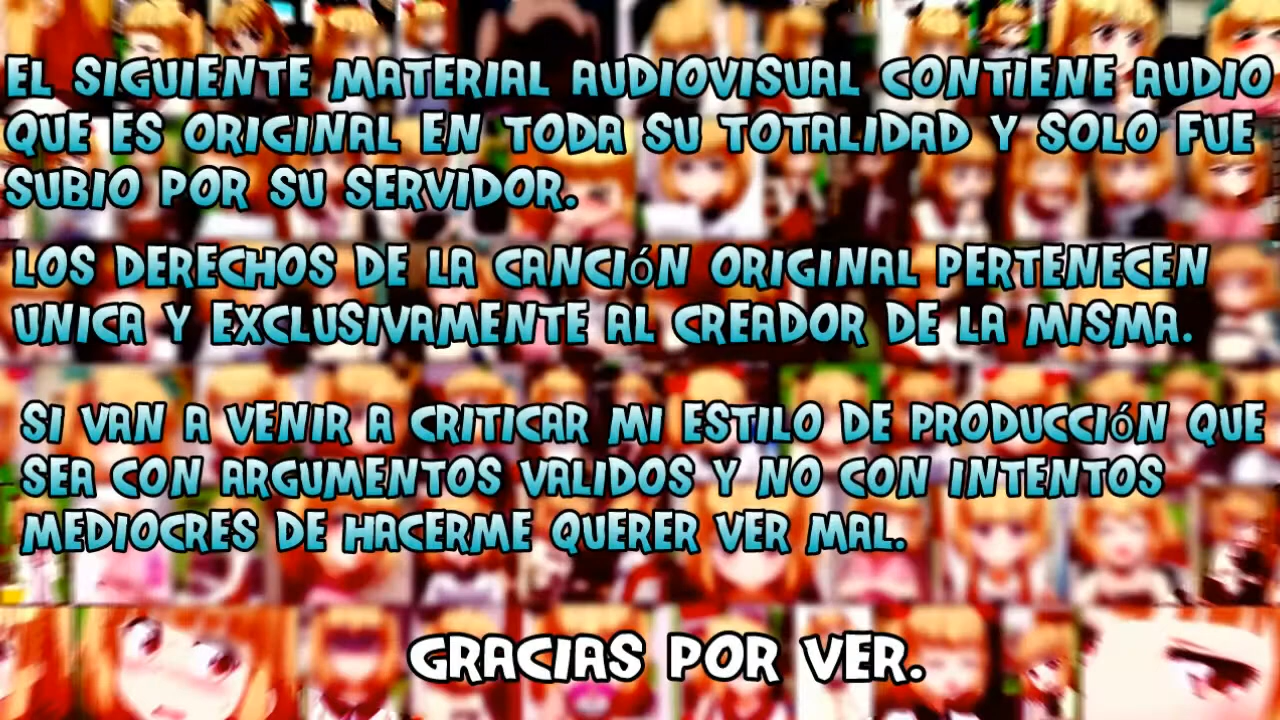 EL SIGUIENTE MATERIAL AUDIOVISUAL CONTIENE AUDIO
QUE ES ORIGINAL EN TODA SU TOTALIDAD Y SOLO FUE
SUBIO POR SU SERVIDOR.
LOS DERECHOS DE LA CANCIÓN ORIGINAL PERTENECEN
UNICA Y EXCLUSIVAMENTE AL CREADOR DE LA MISMA.
SI VAN A VENIR A CRITICAR MI ESTILO DE PRODUCCIÓN QUE
SEA CON ARGUMENTOS VALIDOS Y NO CON INTENTOS
MEDIOCRES DE HACERME QUERER VER MAL.
GRACIAS POR VER.